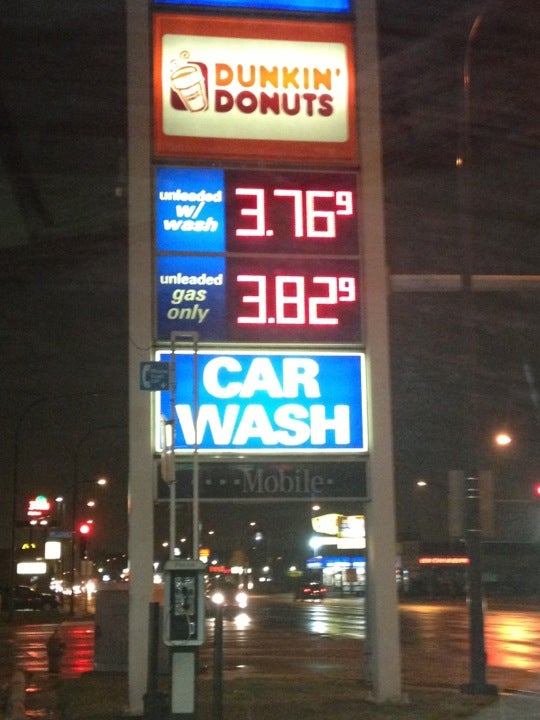 DUNKIN'
DONUTS
unleaded
w/
wash
3.76⁹
unleaded
gas
only
3.82⁹
CAR
WASH
····Mobile·